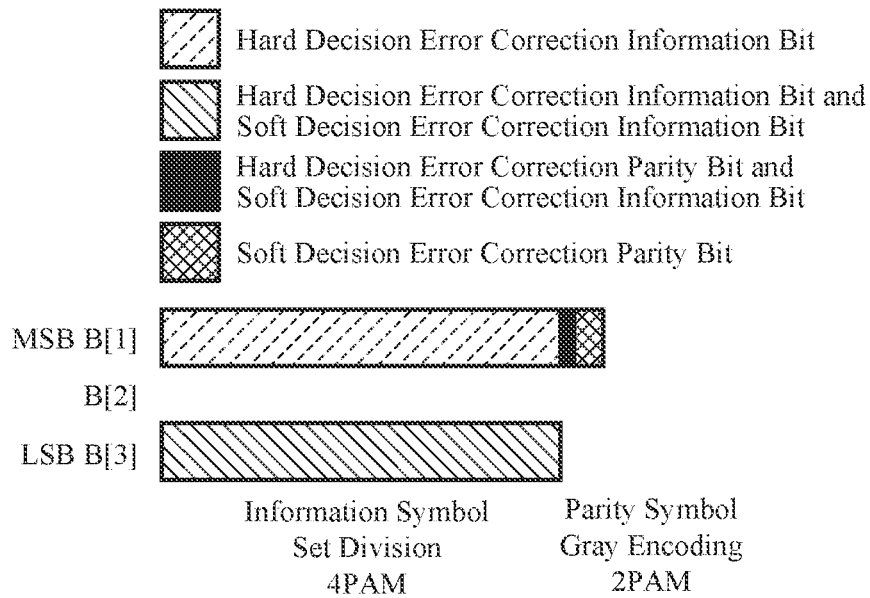 Hard Decision Error Correction Information Bit
Hard Decision Error Correction Information Bit and
Soft Decision Error Correction Information Bit
Hard Decision Error Correction Parity Bit and
Soft Decision Error Correction Information Bit
Soft Decision Error Correction Parity Bit
MSB B[1]
B[2]
LSB B[3]
Information Symbol
Set Division
4PAM
Parity Symbol
Gray Encoding
2PAM